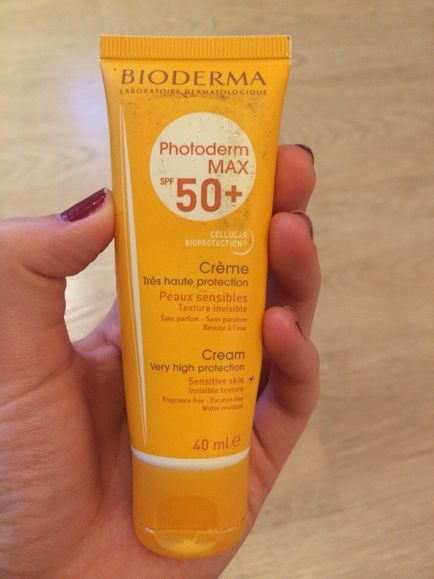 BIODERMA
LABORATOIRE DERMATOLOGIQUE
Photoderm
MAX
SPF 50+
CELLULAR
BIOPROTECTION®
Crème
Très haute protection
Peaux sensibles
Texture invisible
Sans parfum - Sans paraben
Résiste à l'eau
Cream
Very high protection
Sensitive skin
Invisible texture
Fragrance free - Paraben free
Water resistant
40 ml ℮